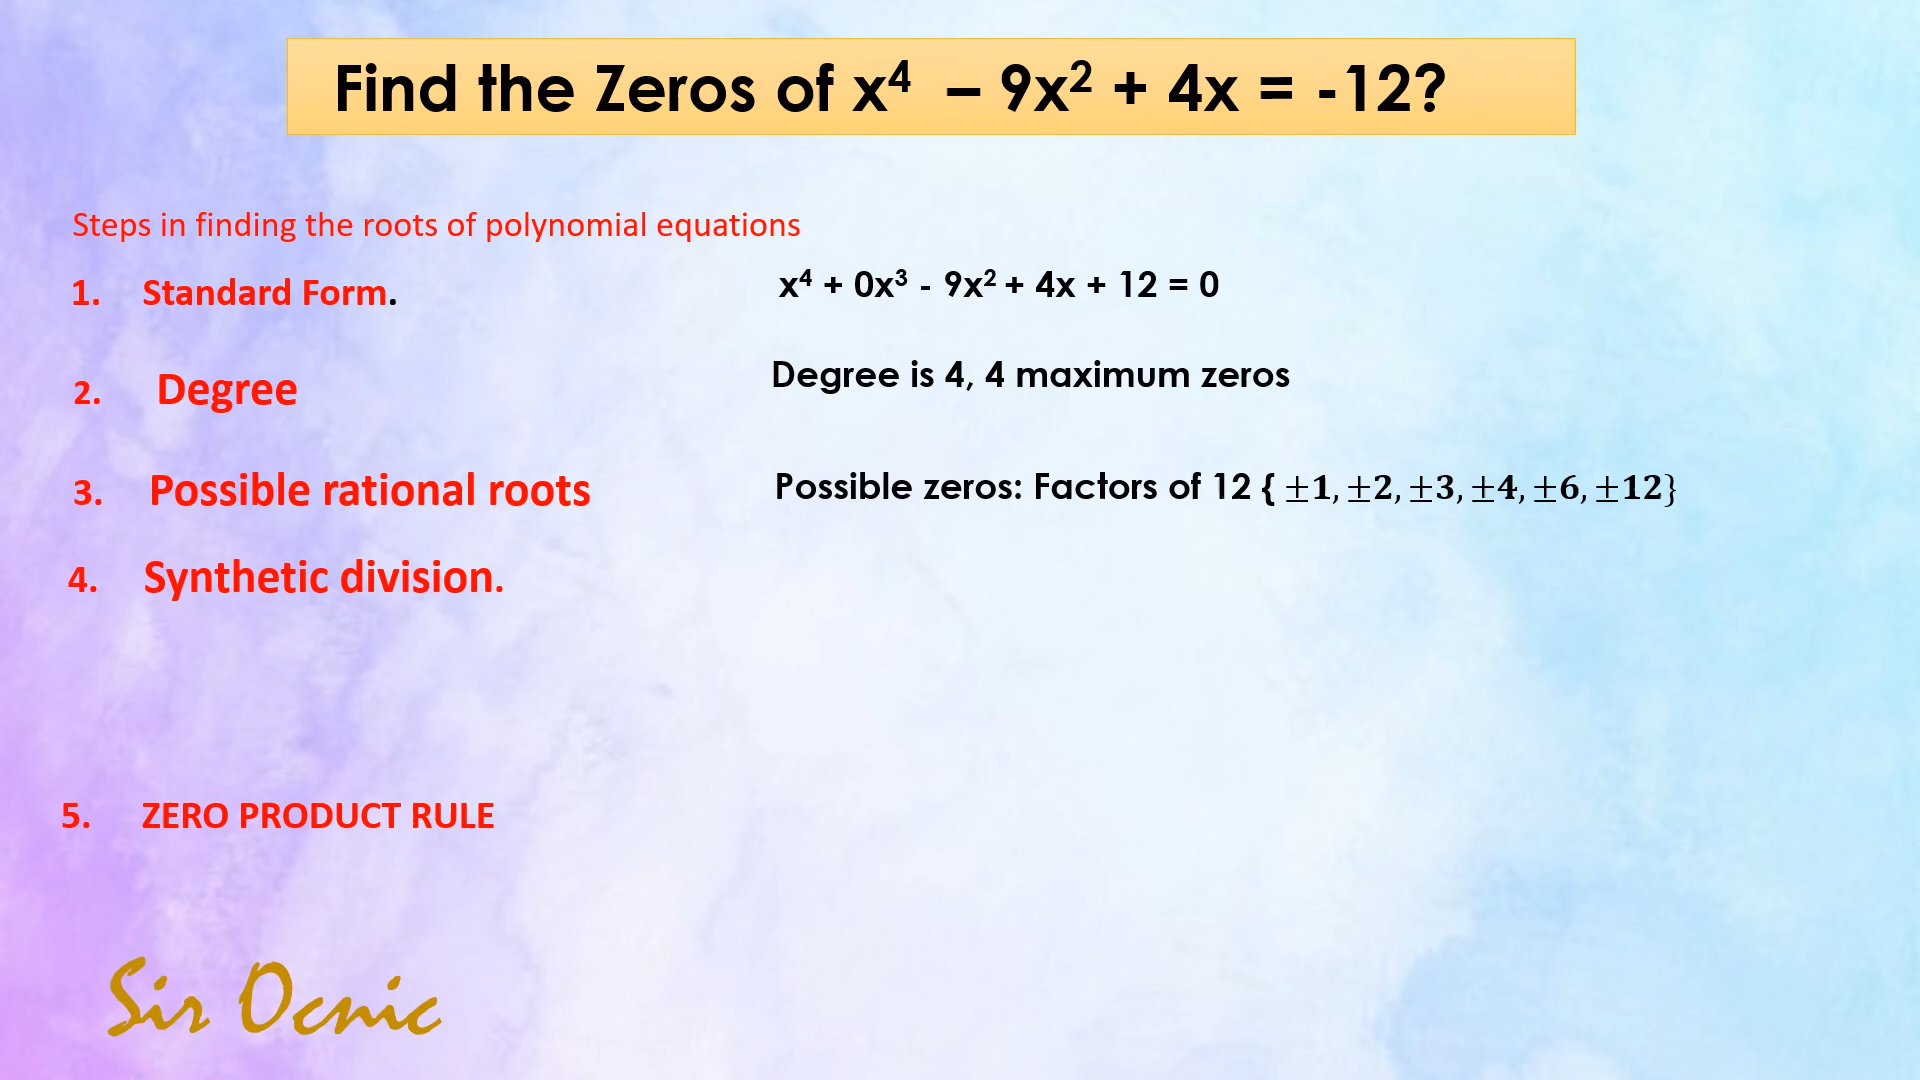 Find the Zeros of x⁴ – 9x² + 4x = -12?
Steps in finding the roots of polynomial equations
1. Standard Form.
x⁴ + 0x³ - 9x² + 4x + 12 = 0
2. Degree
Degree is 4, 4 maximum zeros
3. Possible rational roots
Possible zeros: Factors of 12 { ±1, ±2, ±3, ±4, ±6, ±12}
4. Synthetic division.
5. ZERO PRODUCT RULE
Sir Ocnic